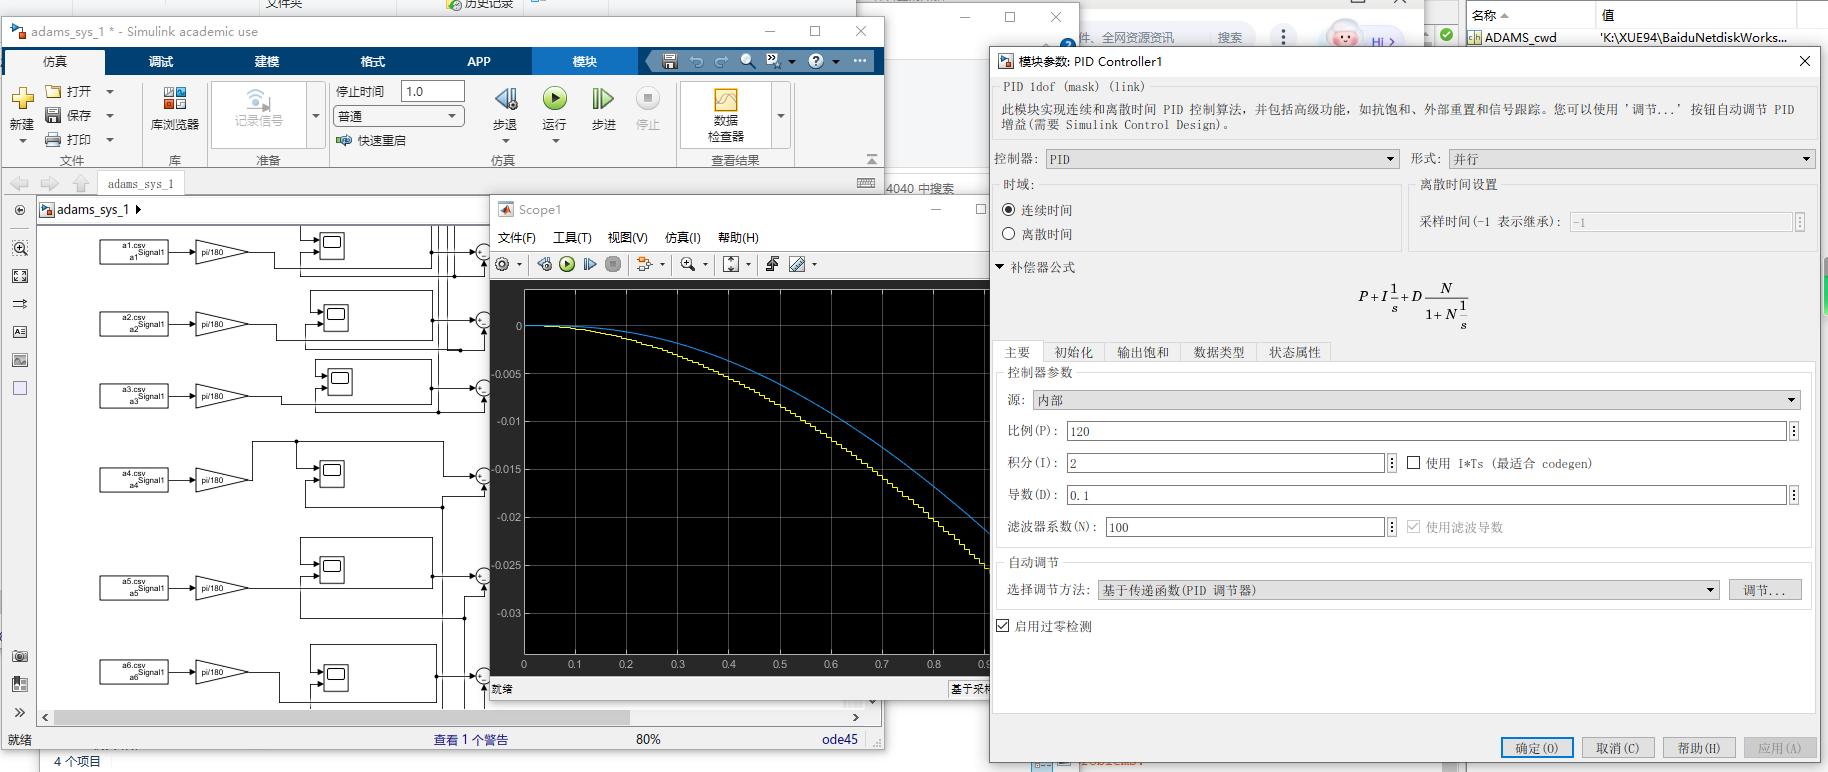 文件夹
历史记录
adams_sys_1 * - Simulink academic use
仿真
调试
建模
格式
APP
模块
新建
打开
保存
打印
文件
库浏览器
库
记录信号
准备
停止时间
1.0
普通
快速重启
步退
运行
步进
停止
仿真
数据
检查器
查看结果
adams_sys_1
adams_sys_1
a1.csv
Signal1
a1
pi/180
a2.csv
Signal1
a2
pi/180
a3.csv
Signal1
a3
pi/180
a4.csv
Signal1
a4
pi/180
a5.csv
Signal1
a5
pi/180
a6.csv
Signal1
a6
pi/180
就绪
查看 1 个警告
80%
ode45
4 个项目
4040 中搜索
件、全网资源资讯
搜索
Hi
名称
值
ADAMS_cwd
'K:\XUE94\BaiduNetdiskWorks...
Scope1
文件(F)
工具(T)
视图(V)
仿真(I)
帮助(H)
0
-0.005
-0.01
-0.015
-0.02
-0.025
-0.03
0
0.1
0.2
0.3
0.4
0.5
0.6
0.7
0.8
就绪
模块参数: PID Controller1
PID 1dof (mask) (link)
此模块实现连续和离散时间 PID 控制算法，并包括高级功能，如抗饱和、外部重置和信号跟踪。您可以使用 '调节...' 按钮自动调节 PID
增益(需要 Simulink Control Design)。
控制器: PID
形式: 并行
时域:
连续时间
离散时间
离散时间设置
采样时间(-1 表示继承): -1
补偿器公式
P + I 1/s + D N/(1 + N 1/s)
主要
初始化
输出饱和
数据类型
状态属性
控制器参数
源: 内部
比例(P): 120
积分(I): 2
使用 I*Ts (最适合 codegen)
导数(D): 0.1
滤波器系数(N): 100
使用滤波导数
自动调节
选择调节方法: 基于传递函数(PID 调节器)
调节...
启用过零检测
确定(O)
取消(C)
帮助(H)
应用(A)